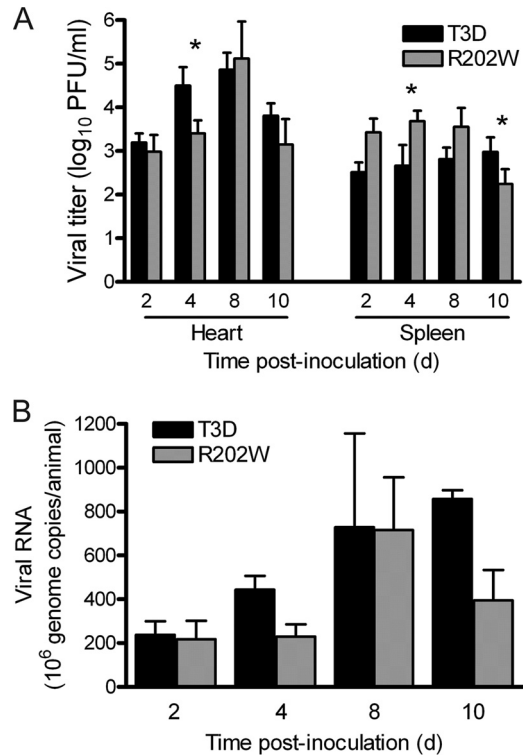 A
Viral titer (log10 PFU/ml)
6
5
4
3
2
1
0
T3D
R202W
*
*
*
2 4 8 10 2 4 8 10
Heart Spleen
Time post-inoculation (d)
B
Viral RNA
(10^6 genome copies/animal)
1200
1000
800
600
400
200
0
T3D
R202W
2 4 8 10
Time post-inoculation (d)